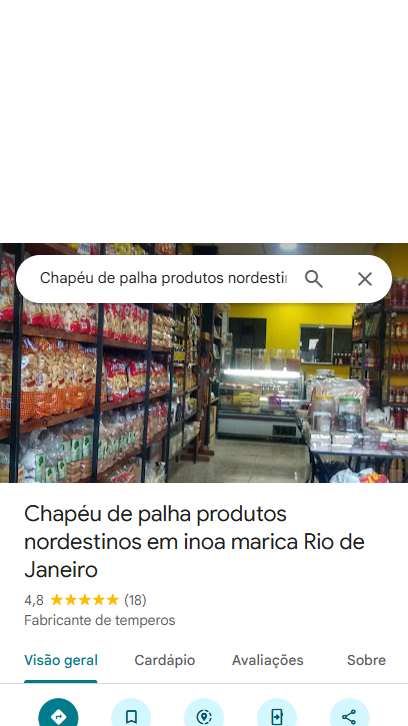 Chapéu de palha produtos nordesti
Chapéu de palha produtos
nordestinos em inoa marica Rio de
Janeiro
4,8 (18)
Fabricante de temperos
Visão geral Cardápio Avaliações Sobre